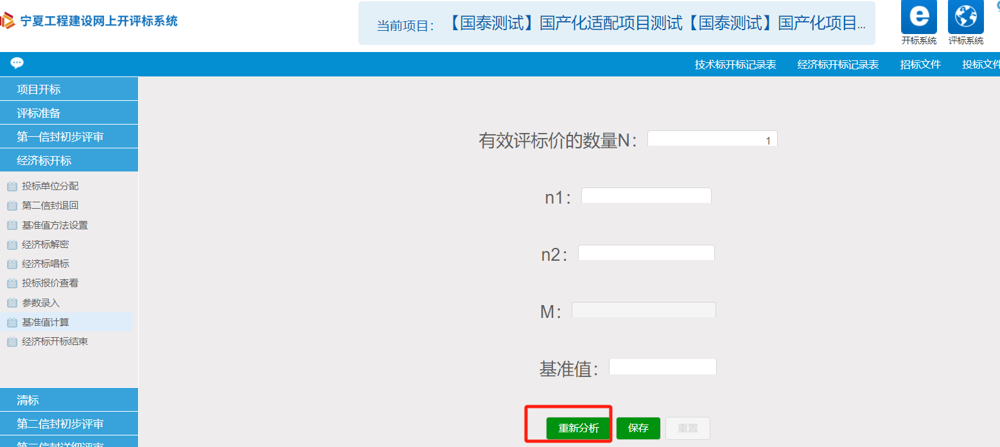 宁夏工程建设网上开评标系统
当前项目：【国泰测试】国产化适配项目测试【国泰测试】国产化项目...
开标系统
评标系统
技术标开标记录表 经济标开标记录表 招标文件 投标文件
项目开标
评标准备
第一信封初步评审
经济标开标
投标单位分配
第二信封退回
基准值方法设置
经济标解密
经济标唱标
投标报价查看
参数录入
基准值计算
经济标开标结束
清标
第二信封初步评审
第二信封详细评审
有效评标价的数量N： 1
n1：
n2：
M：
基准值：
重新分析 保存 重置